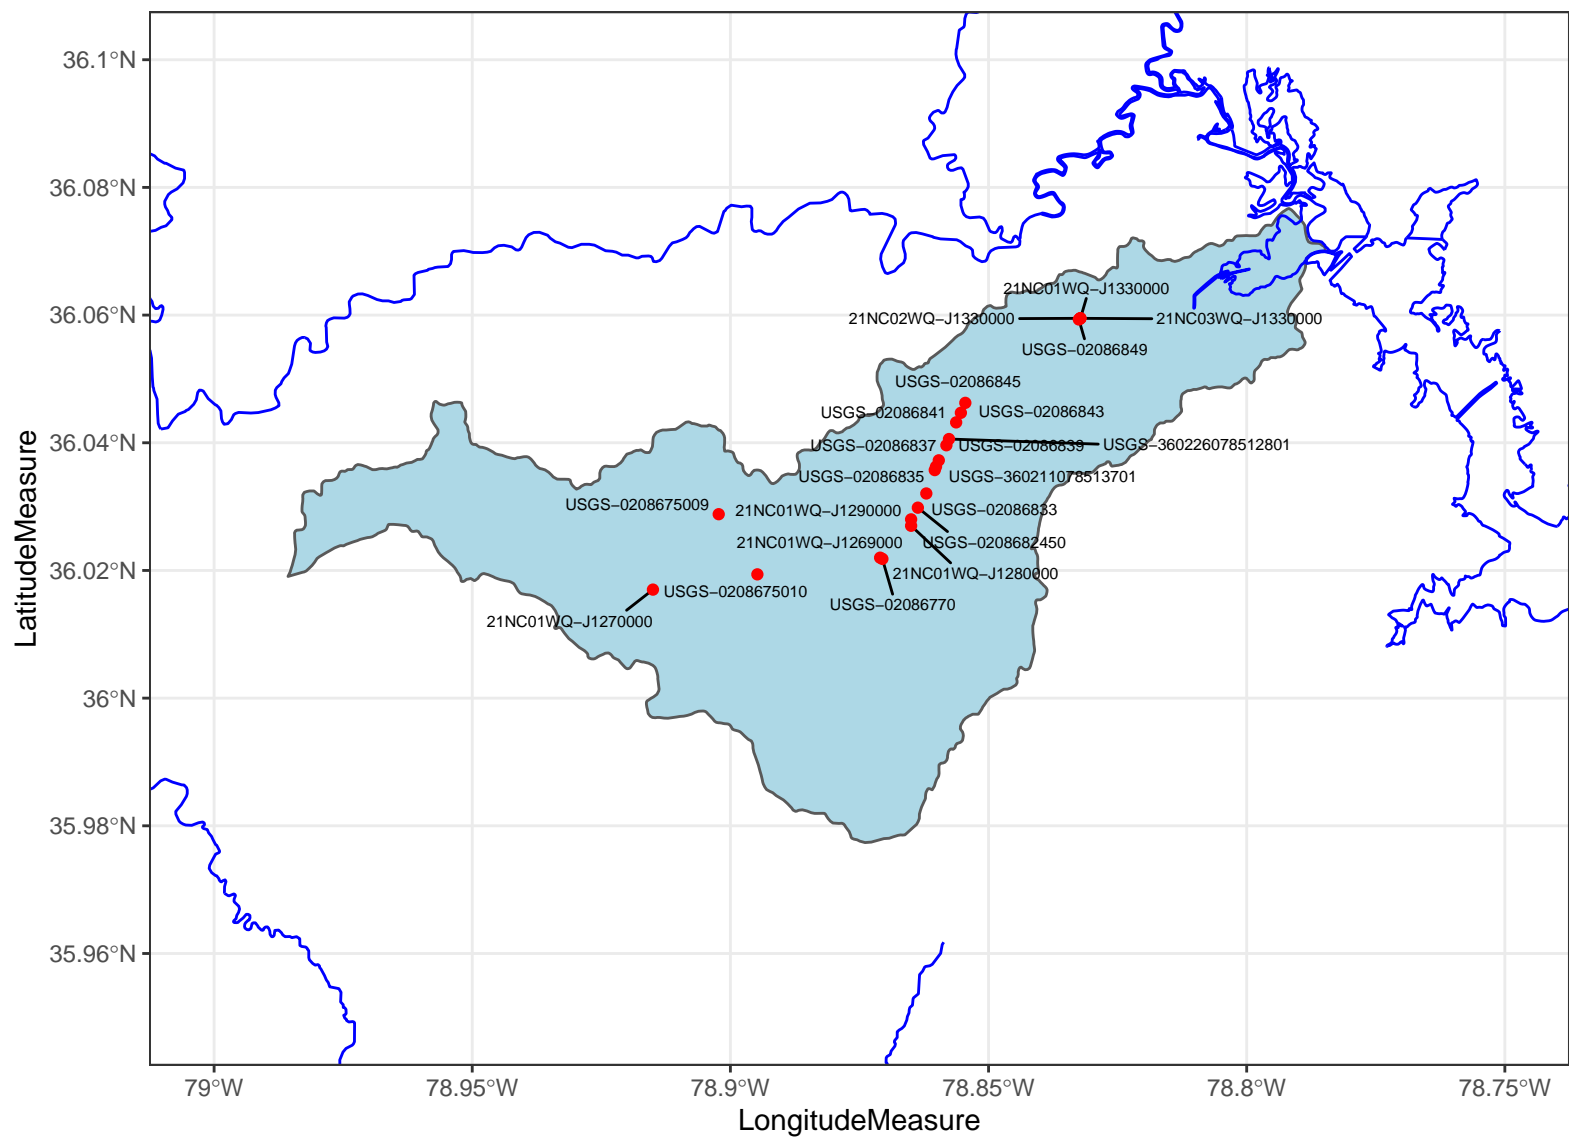 36.1°N
36.08°N
36.06°N
36.04°N
36.02°N
36°N
35.98°N
35.96°N
LatitudeMeasure
21NC01WQ−J1330000
21NC02WQ−J1330000
21NC03WQ−J1330000
USGS−02086849
USGS−02086845
USGS−02086841
USGS−02086843
USGS−02086837
USGS−02086839
USGS−360226078512801
USGS−02086835
USGS−360211078513701
USGS−0208675009
21NC01WQ−J1290000
USGS−02086833
21NC01WQ−J1269000
USGS−0208682450
21NC01WQ−J1280000
USGS−0208675010
USGS−02086770
21NC01WQ−J1270000
79°W
78.95°W
78.9°W
78.85°W
78.8°W
78.75°W
LongitudeMeasure